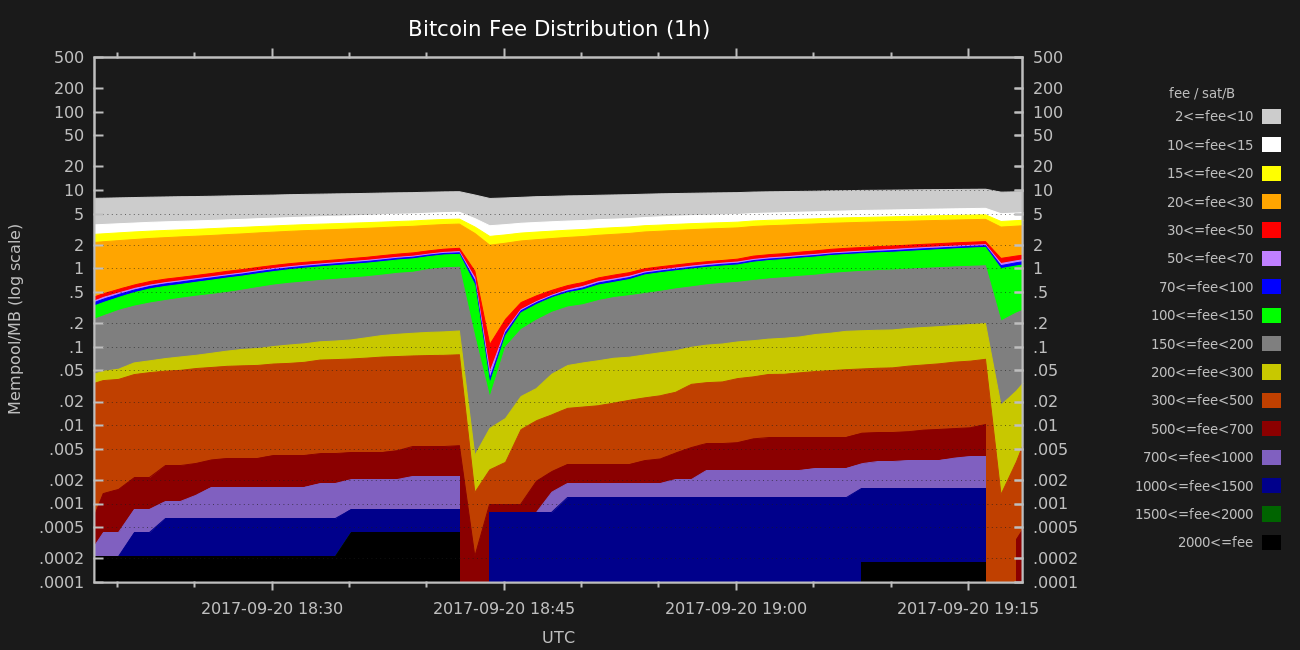 Bitcoin Fee Distribution (1h)
500
200
100
50
20
10
5
2
1
.5
.2
.1
.05
.02
.01
.005
.002
.001
.0005
.0002
.0001
Mempool/MB (log scale)
500
200
100
50
20
10
5
2
1
.5
.2
.1
.05
.02
.01
.005
.002
.001
.0005
.0002
.0001
2017-09-20 18:30
2017-09-20 18:45
2017-09-20 19:00
2017-09-20 19:15
UTC
fee / sat/B
2<=fee<10
10<=fee<15
15<=fee<20
20<=fee<30
30<=fee<50
50<=fee<70
70<=fee<100
100<=fee<150
150<=fee<200
200<=fee<300
300<=fee<500
500<=fee<700
700<=fee<1000
1000<=fee<1500
1500<=fee<2000
2000<=fee